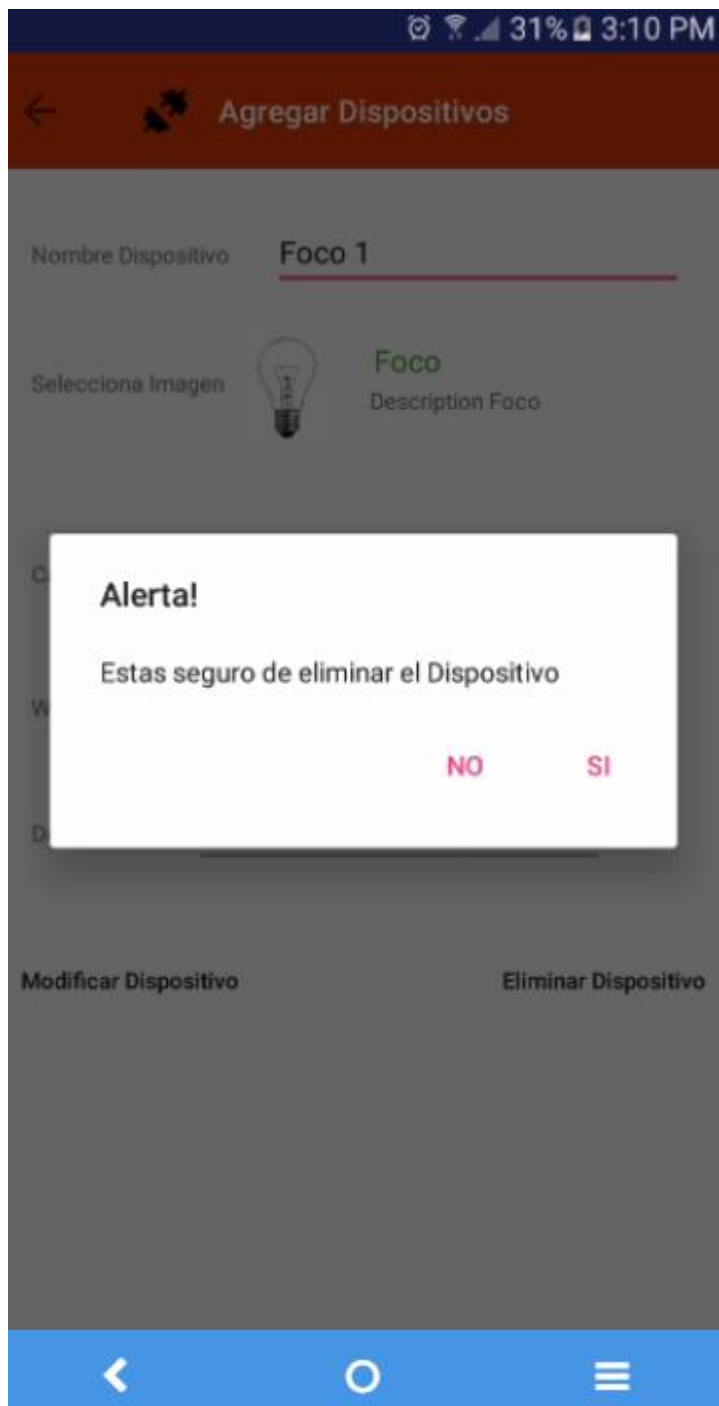 31% 3:10 PM
Agregar Dispositivos
Nombre Dispositivo Foco 1
Selecciona Imagen
Foco
Description Foco
Alerta!
Estas seguro de eliminar el Dispositivo
NO SI
Modificar Dispositivo Eliminar Dispositivo